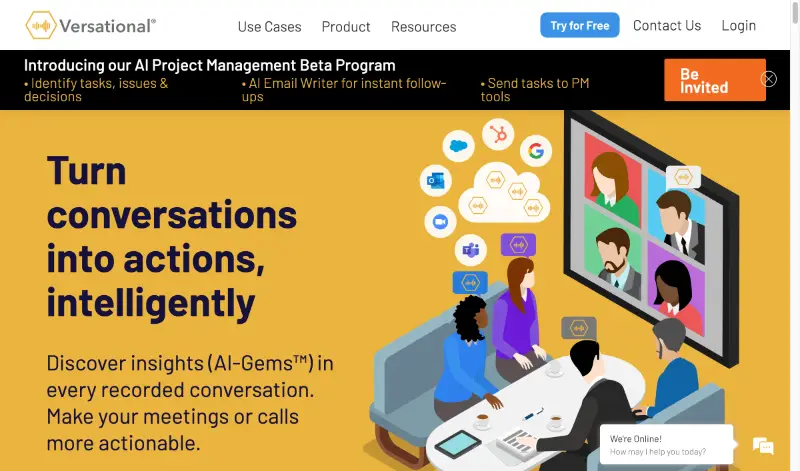 Versational®
Use Cases
Product
Resources
Try for Free
Contact Us
Login
Introducing our AI Project Management Beta Program
• Identify tasks, issues &
decisions
• AI Email Writer for instant follow-
ups
• Send tasks to PM
tools
Be
Invited
Turn
conversations
into actions,
intelligently
Discover insights (AI-Gems™) in
every recorded conversation.
Make your meetings or calls
more actionable.
We're Online!
How may I help you today?